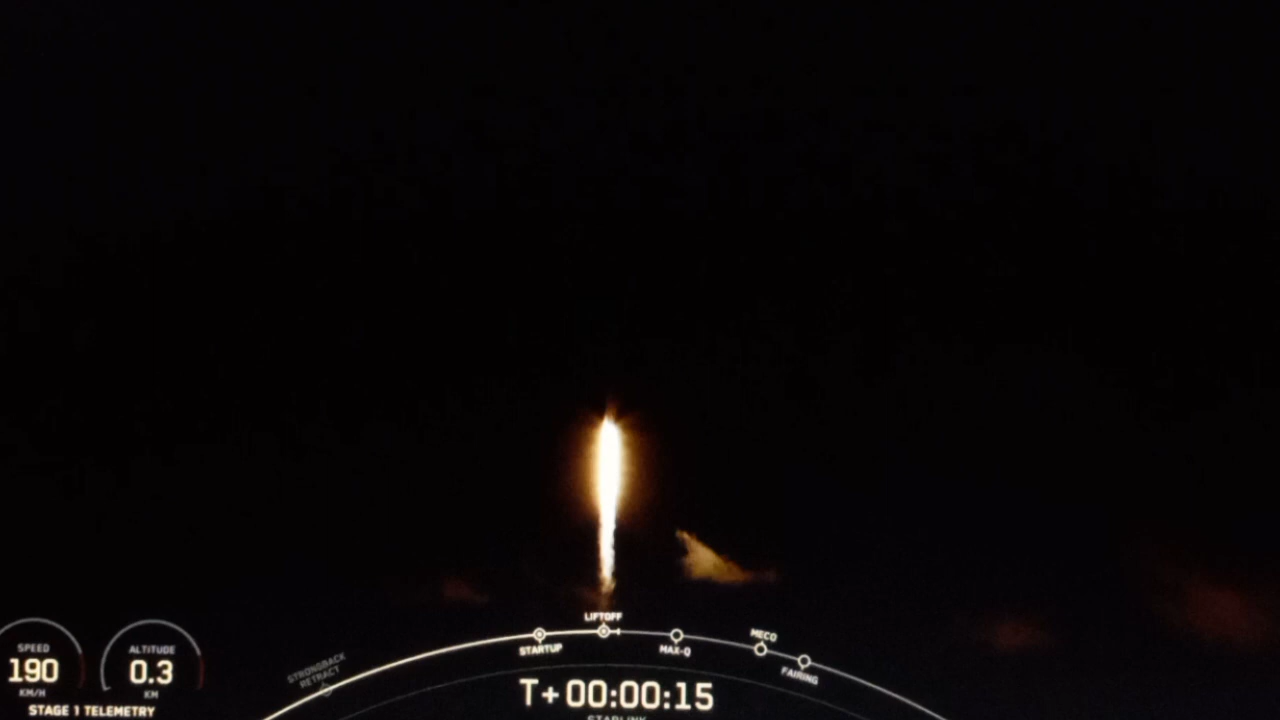 SPEED
190
KM/H
ALTITUDE
0.3
KM
STAGE 1 TELEMETRY
STRONGBACK
RETRACT
STARTUP
LIFTOFF
MAX-Q
MECO
FAIRING
T+00:00:15
STARLINK